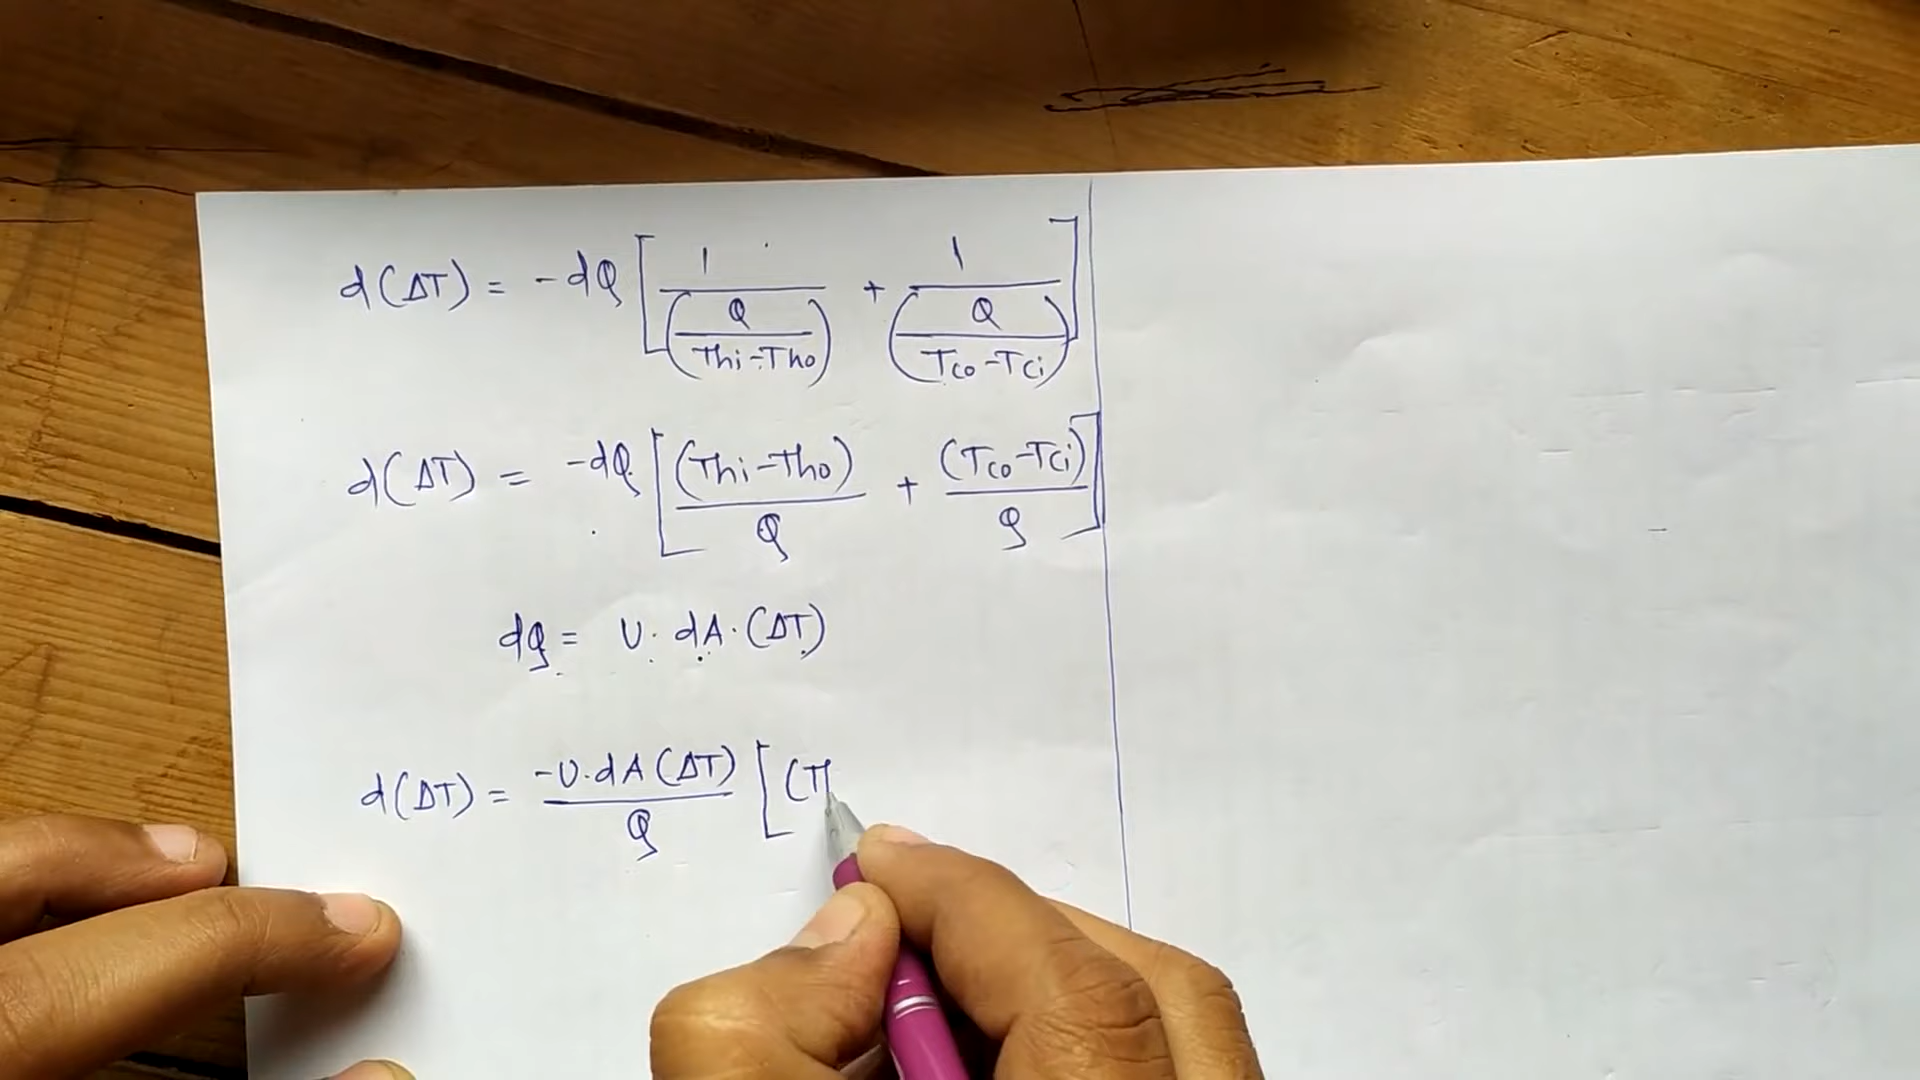 d(ΔT) = -dQ [ 1 / (Q / Thi-Tho) + 1 / (Q / Tco-Tci) ]
d(ΔT) = -dQ [ (Thi-Tho) / Q + (Tco-Tci) / Q ]
dQ = U. dA. (ΔT)
d(ΔT) = -U.dA(ΔT) / Q [ (T